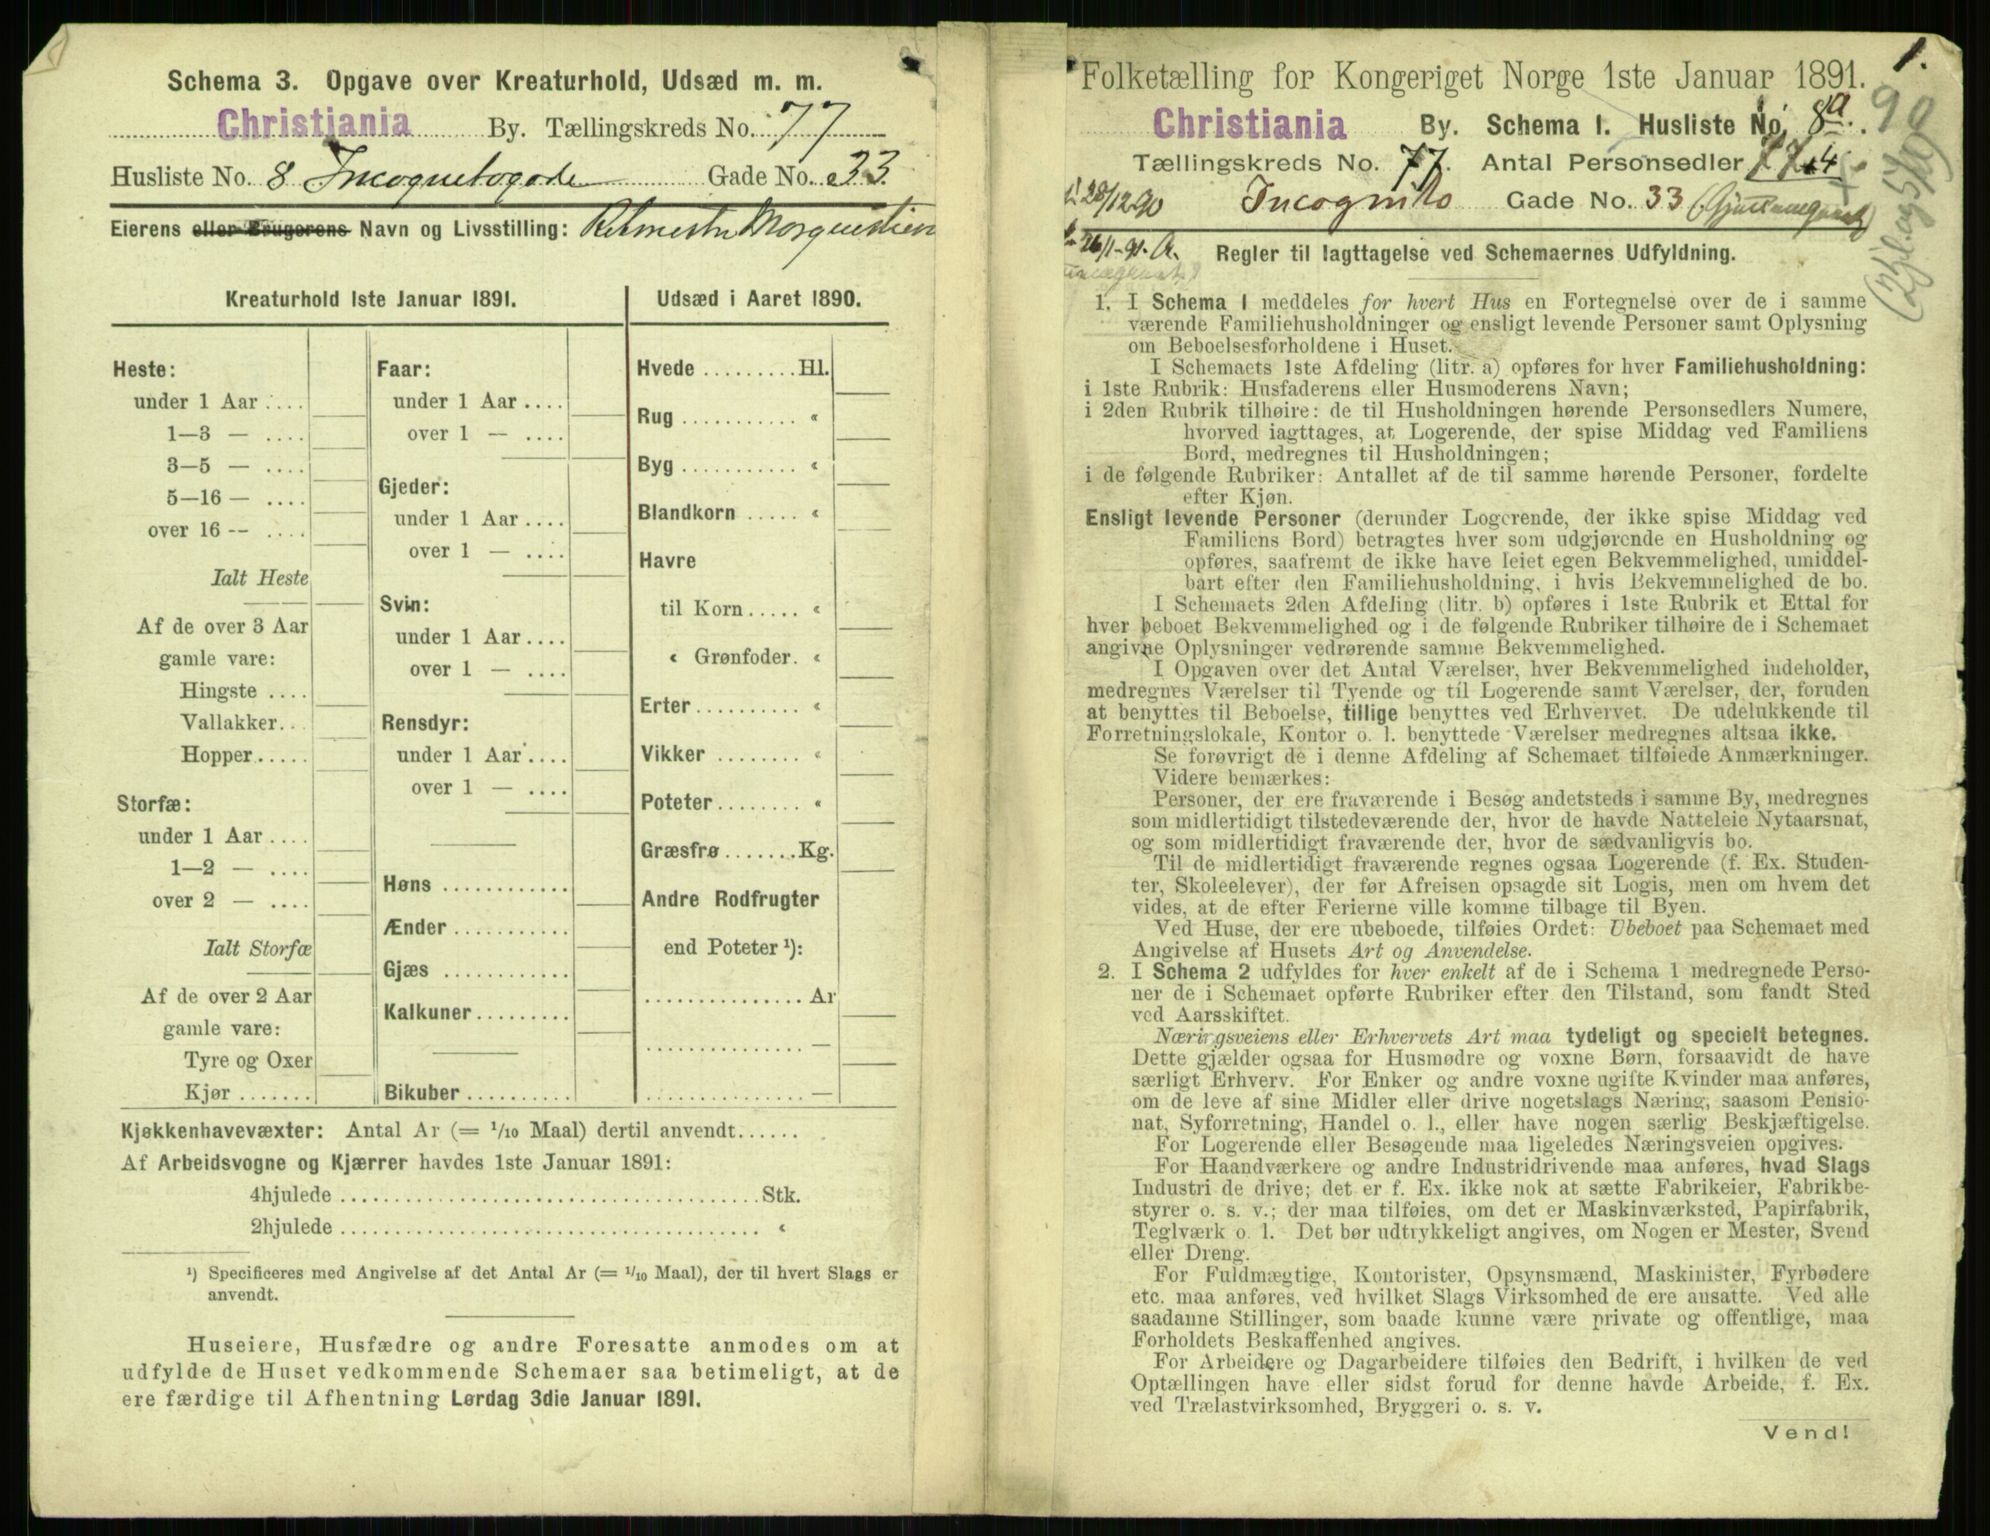 Schema 3. Opgave over Kreaturhold, Udsæd m. m.
Christiania By. Tællingskreds No. 77
Husliste No. 8 Incognitogade Gade No. 33
Eierens eller Brugerens Navn og Livsstilling: Ritmester
Kreaturhold 1ste Januar 1891.
Heste:
under 1 Aar ....
1—3 — ....
3—5 — ....
5—16 — ....
over 16 -- ....
Ialt Heste
Af de over 3 Aar
gamle vare:
Hingste ....
Vallakker..
Hopper.....
Storfæ:
under 1 Aar ....
1—2 — ....
over 2 — ....
Ialt Storfæ
Af de over 2 Aar
gamle vare:
Tyre og Oxer
Kjør .......
Faar:
under 1 Aar ....
over 1 — ....
Gjeder:
under 1 Aar ....
over 1 — ....
Svin:
under 1 Aar ....
over 1 — ....
Rensdyr:
under 1 Aar ....
over 1 — ....
Høns ............
Ænder ...........
Gjæs ............
Kalkuner.........
Bikuber ..........
Udsæd i Aaret 1890.
Hvede .........Hl.
Rug ........... «
Byg ........... «
Blandkorn ..... «
Havre
til Korn ..... «
« Grønfoder. «
Erter.......... «
Vikker ........ «
Poteter........ «
Græsfrø .......Kg.
Andre Rodfrugter
end Poteter ¹):
............... Ar
............... —
............... —
Kjøkkenhavevæxter: Antal Ar (= 1/10 Maal) dertil anvendt......
Af Arbeidsvogne og Kjærrer havdes 1ste Januar 1891:
4hjulede ........................................Stk.
2hjulede ........................................ «
¹) Specificeres med Angivelse af det Antal Ar (= 1/10 Maal), der til hvert Slags er
anvendt.
Huseiere, Husfædre og andre Foresatte anmodes om at
udfylde de Huset vedkommende Schemaer saa betimeligt, at de
ere færdige til Afhentning Lørdag 3die Januar 1891.
1.
Folketælling for Kongeriget Norge 1ste Januar 1891.
90
Christiania By. Schema 1. Husliste No. 8a.
Tællingskreds No. 77. Antal Personsedler 4
28/12 90 Incognito Gade No. 33
26/1-91. A.
Regler til Iagttagelse ved Schemaernes Udfyldning.
1. I Schema 1 meddeles for hvert Hus en Fortegnelse over de i samme
værende Familiehusholdninger og ensligt levende Personer samt Oplysning
om Beboelsesforholdene i Huset.
I Schemaets 1ste Afdeling (litr. a) opføres for hver Familiehusholdning:
i 1ste Rubrik: Husfaderens eller Husmoderens Navn;
i 2den Rubrik tilhøire: de til Husholdningen hørende Personsedlers Numere,
hvorved iagttages, at Logerende, der spise Middag ved Familiens
Bord, medregnes til Husholdningen;
i de følgende Rubriker: Antallet af de til samme hørende Personer, fordelte
efter Kjøn.
Ensligt levende Personer (derunder Logerende, der ikke spise Middag ved
Familiens Bord) betragtes hver som udgjørende en Husholdning og
opføres, saafremt de ikke have leiet egen Bekvemmelighed, umiddel-
bart efter den Familiehusholdning, i hvis Bekvemmelighed de bo.
I Schemaets 2den Afdeling (litr. b) opføres i 1ste Rubrik et Ettal for
hver beboet Bekvemmelighed og i de følgende Rubriker tilhøire de i Schemaet
angivne Oplysninger vedrørende samme Bekvemmelighed.
I Opgaven over det Antal Værelser, hver Bekvemmelighed indeholder,
medregnes Værelser til Tyende og til Logerende samt Værelser, der, foruden
at benyttes til Beboelse, tillige benyttes ved Erhvervet. De udelukkende til
Forretningslokale, Kontor o. l. benyttede Værelser medregnes altsaa ikke.
Se forøvrigt de i denne Afdeling af Schemaet tilføiede Anmærkninger.
Videre bemærkes:
Personer, der ere fraværende i Besøg andetsteds i samme By, medregnes
som midlertidigt tilstedeværende der, hvor de havde Natteleie Nytaarsnat,
og som midlertidigt fraværende der, hvor de sædvanligvis bo.
Til de midlertidigt fraværende regnes ogsaa Logerende (f. Ex. Studen-
ter, Skoleelever), der før Afreisen opsagde sit Logis, men om hvem det
vides, at de efter Ferierne ville komme tilbage til Byen.
Ved Huse, der ere ubeboede, tilføies Ordet: Ubeboet paa Schemaet med
Angivelse af Husets Art og Anvendelse.
2. I Schema 2 udfyldes for hver enkelt af de i Schema 1 medregnede Perso-
ner de i Schemaet opførte Rubriker efter den Tilstand, som fandt Sted
ved Aarsskiftet.
Næringsveiens eller Erhvervets Art maa tydeligt og specielt betegnes.
Dette gjælder ogsaa for Husmødre og voxne Børn, forsaavidt de have
særligt Erhverv. For Enker og andre voxne ugifte Kvinder maa anføres,
om de leve af sine Midler eller drive nogetslags Næring, saasom Pensio-
nat, Syforretning, Handel o. l., eller have nogen særlig Beskjæftigelse.
For Logerende eller Besøgende maa ligeledes Næringsveien opgives.
For Haandværkere og andre Industridrivende maa anføres, hvad Slags
Industri de drive; det er f. Ex. ikke nok at sætte Fabrikeier, Fabrikbe-
styrer o. s. v.; der maa tilføies, om det er Maskinværksted, Papirfabrik,
Teglværk o. l. Det bør udtrykkeligt angives, om Nogen er Mester, Svend
eller Dreng.
For Fuldmægtige, Kontorister, Opsynsmænd, Maskinister, Fyrbødere
etc. maa anføres, ved hvilket Slags Virksomhed de ere ansatte. Ved alle
saadanne Stillinger, som baade kunne være private og offentlige, maa
Forholdets Beskaffenhed angives.
For Arbeidere og Dagarbeidere tilføies den Bedrift, i hvilken de ved
Optællingen have eller sidst forud for denne havde Arbeide, f. Ex.
ved Trælastvirksomhed, Bryggeri o. s. v.
Vend!